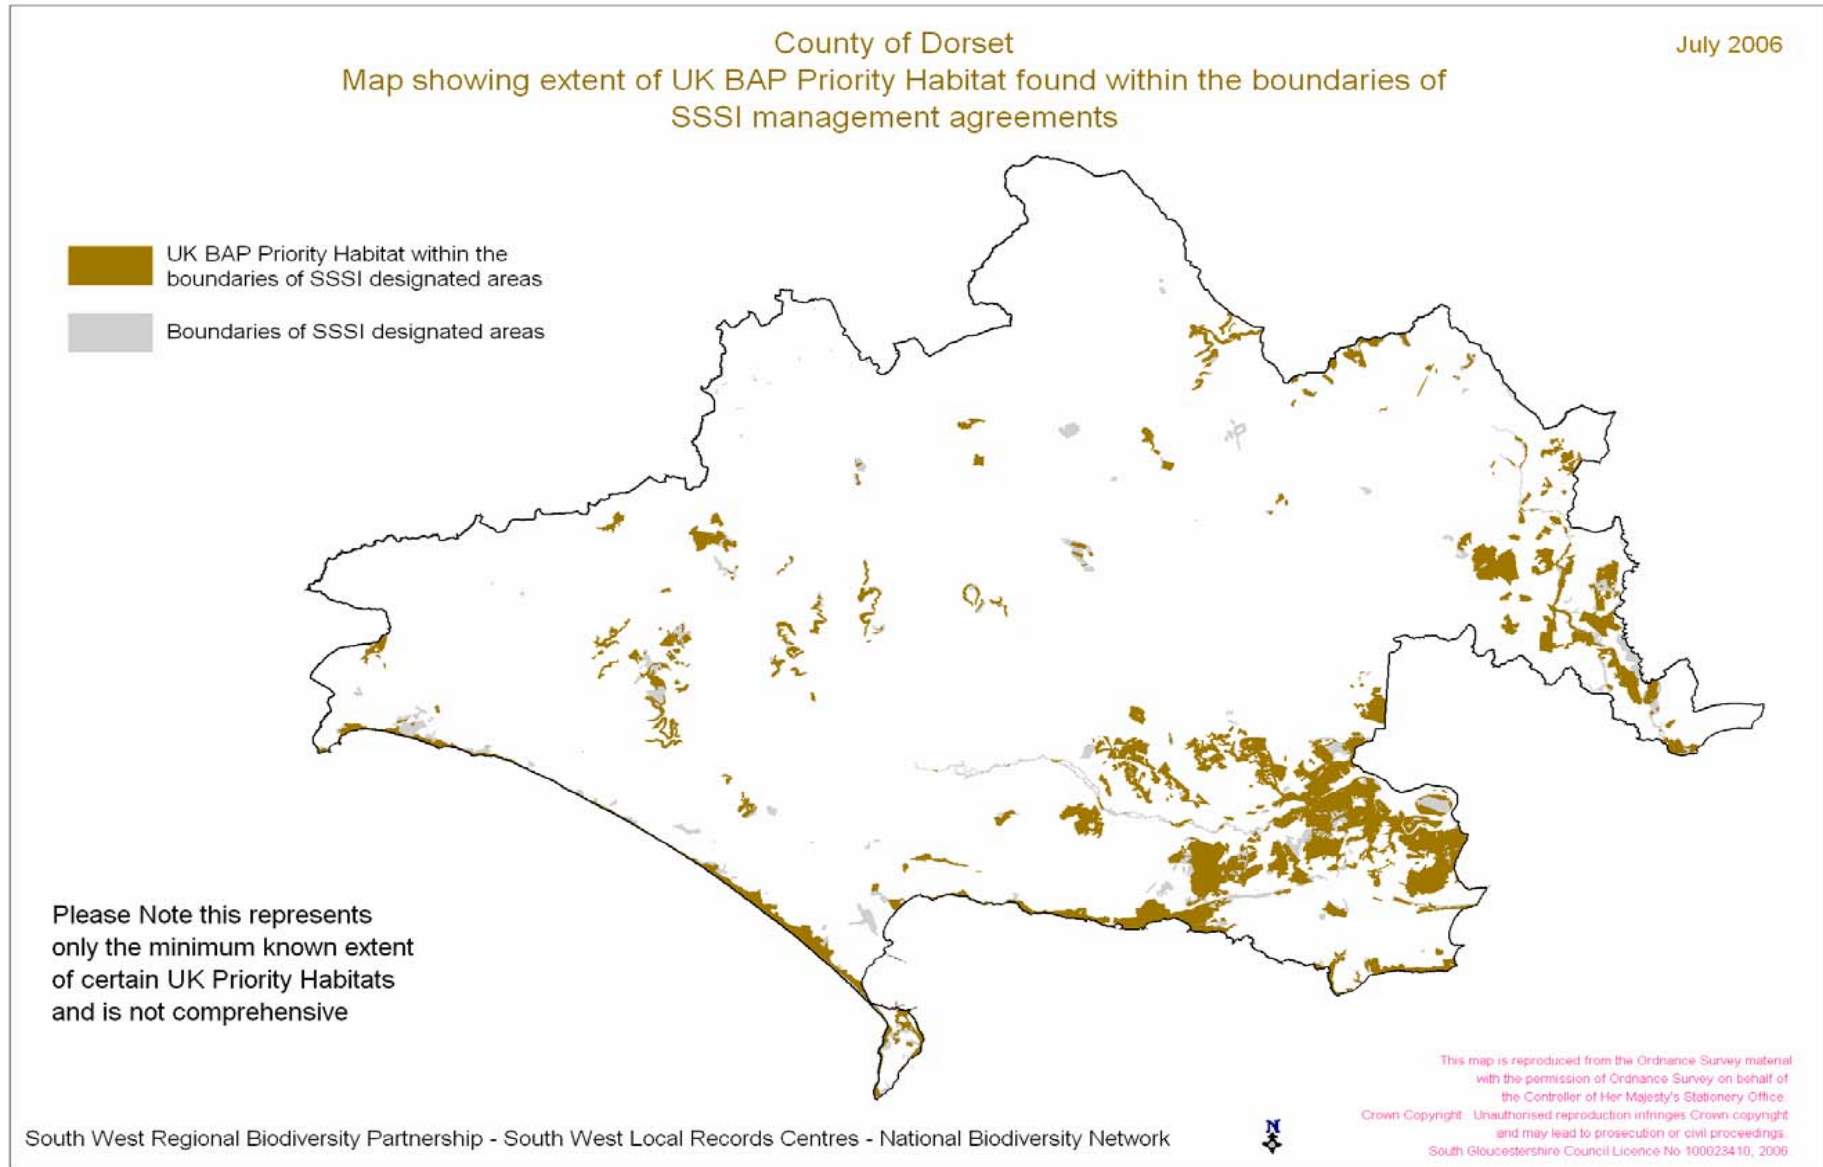 County of Dorset
July 2006
Map showing extent of UK BAP Priority Habitat found within the boundaries of
SSSI management agreements
UK BAP Priority Habitat within the
boundaries of SSSI designated areas
Boundaries of SSSI designated areas
Please Note this represents
only the minimum known extent
of certain UK Priority Habitats
and is not comprehensive
This map is reproduced from the Ordnance Survey material
with the permission of Ordnance Survey on behalf of
the Controller of Her Majesty's Stationery Office.
Crown Copyright. Unauthorised reproduction infringes Crown copyright
and may lead to prosecution or civil proceedings.
South Gloucestershire Council Licence No 100023410, 2006.
South West Regional Biodiversity Partnership - South West Local Records Centres - National Biodiversity Network
N